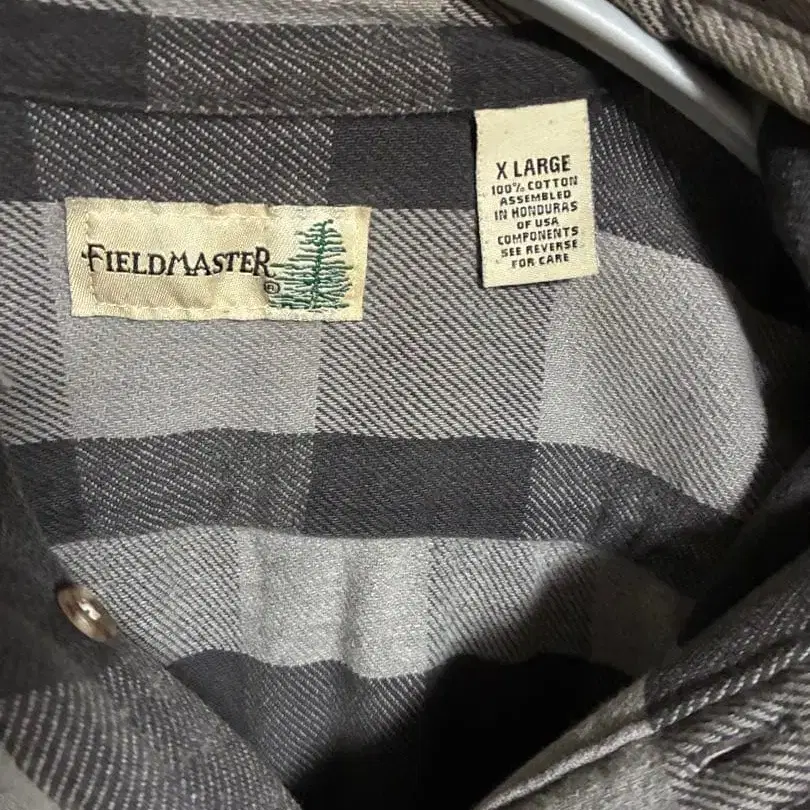 FIELDMASTER®
X LARGE
100% COTTON
ASSEMBLED
IN HONDURAS
OF USA
COMPONENTS
SEE REVERSE
FOR CARE